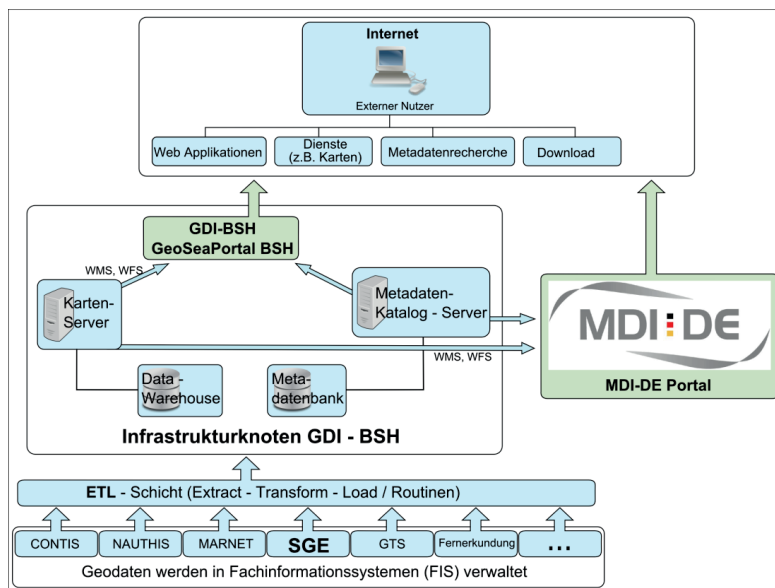 Internet
Externer Nutzer
Web Applikationen
Dienste
(z.B. Karten)
Metadatenrecherche
Download
GDI-BSH
GeoSeaPortal BSH
WMS, WFS
Karten-
Server
Metadaten-
Katalog - Server
MDI:DE
WMS, WFS
MDI-DE Portal
Data -
Warehouse
Meta-
datenbank
Infrastrukturknoten GDI - BSH
ETL - Schicht (Extract - Transform - Load / Routinen)
CONTIS
NAUTHIS
MARNET
SGE
GTS
Fernerkundung
...
Geodaten werden in Fachinformationssystemen (FIS) verwaltet